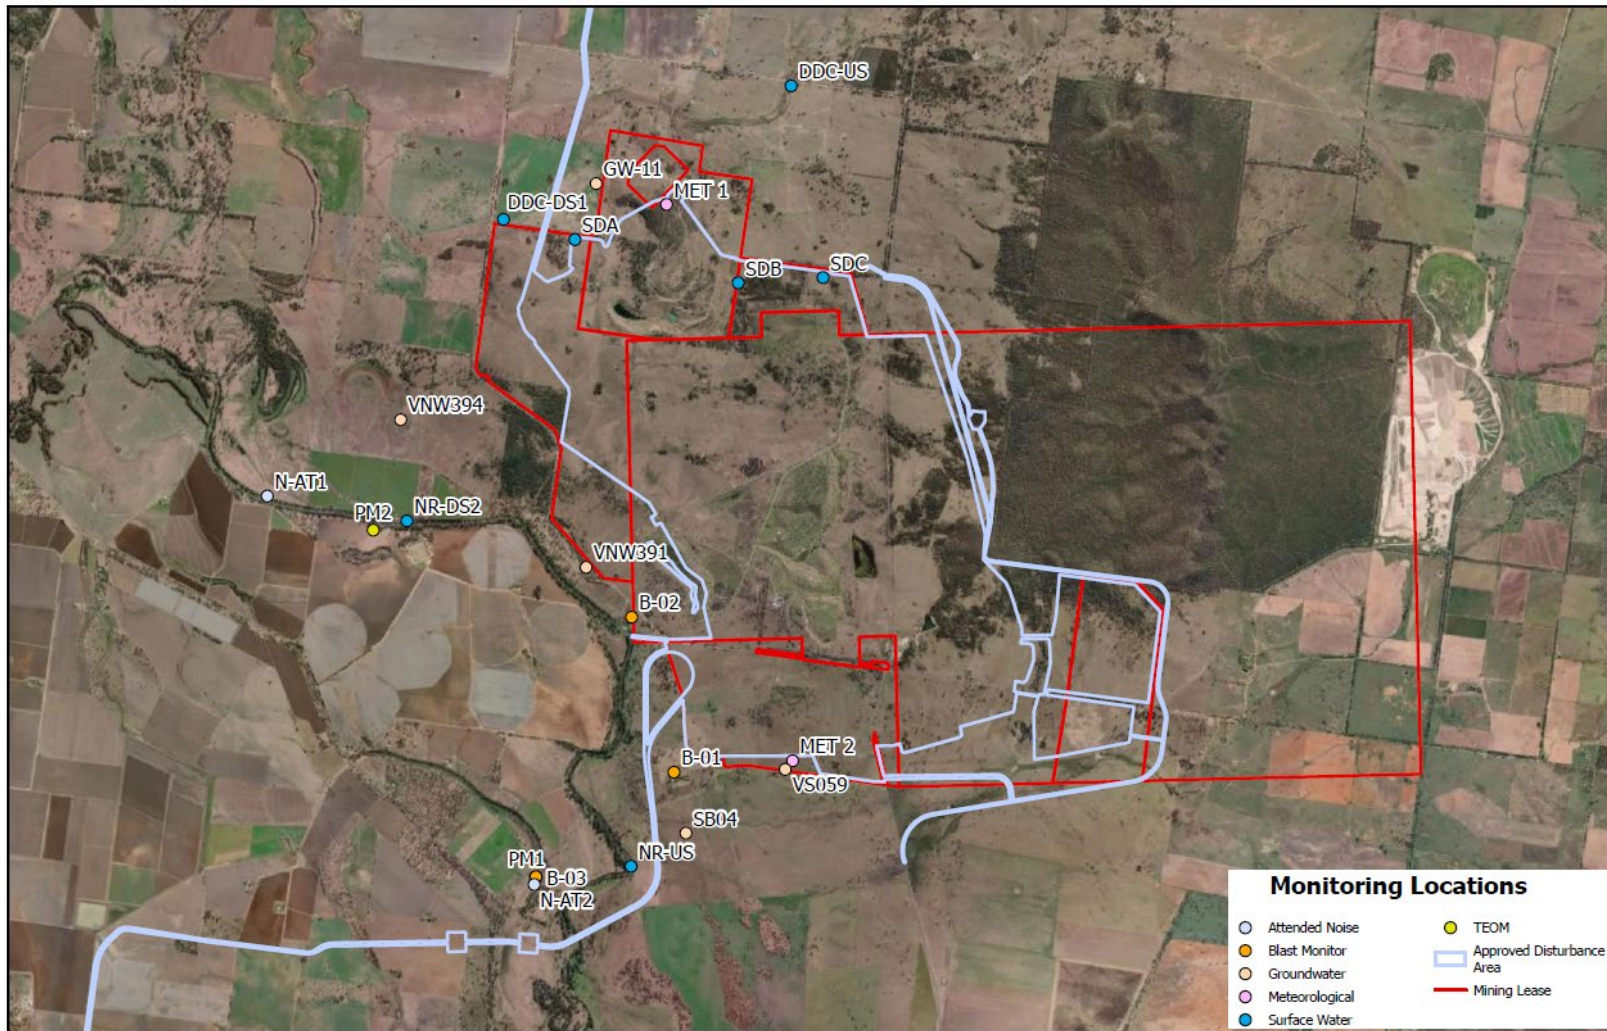 DDC-US
GW-11
MET 1
DDC-DS1
SDA
SDB
SDC
VNW394
N-AT1
PM2
NR-DS2
VNW391
B-02
MET 2
B-01
VS059
SB04
NR-US
PM1
B-03
N-AT2
Monitoring Locations
Attended Noise
Blast Monitor
Groundwater
Meteorological
Surface Water
TEOM
Approved Disturbance
Area
Mining Lease